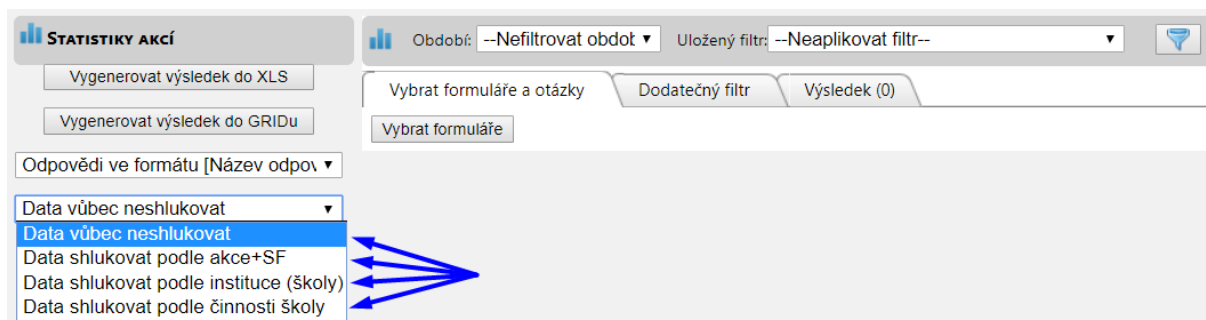 Statistiky akcí
Vygenerovat výsledek do XLS
Vygenerovat výsledek do GRIDu
Odpovědi ve formátu [Název odpov
Data vůbec neshlukovat
Data vůbec neshlukovat
Data shlukovat podle akce+SF
Data shlukovat podle instituce (školy)
Data shlukovat podle činnosti školy
Období: --Nefiltrovat obdob Uložený filtr: --Neaplikovat filtr--
Vybrat formuláře a otázky Dodatečný filtr Výsledek (0)
Vybrat formuláře